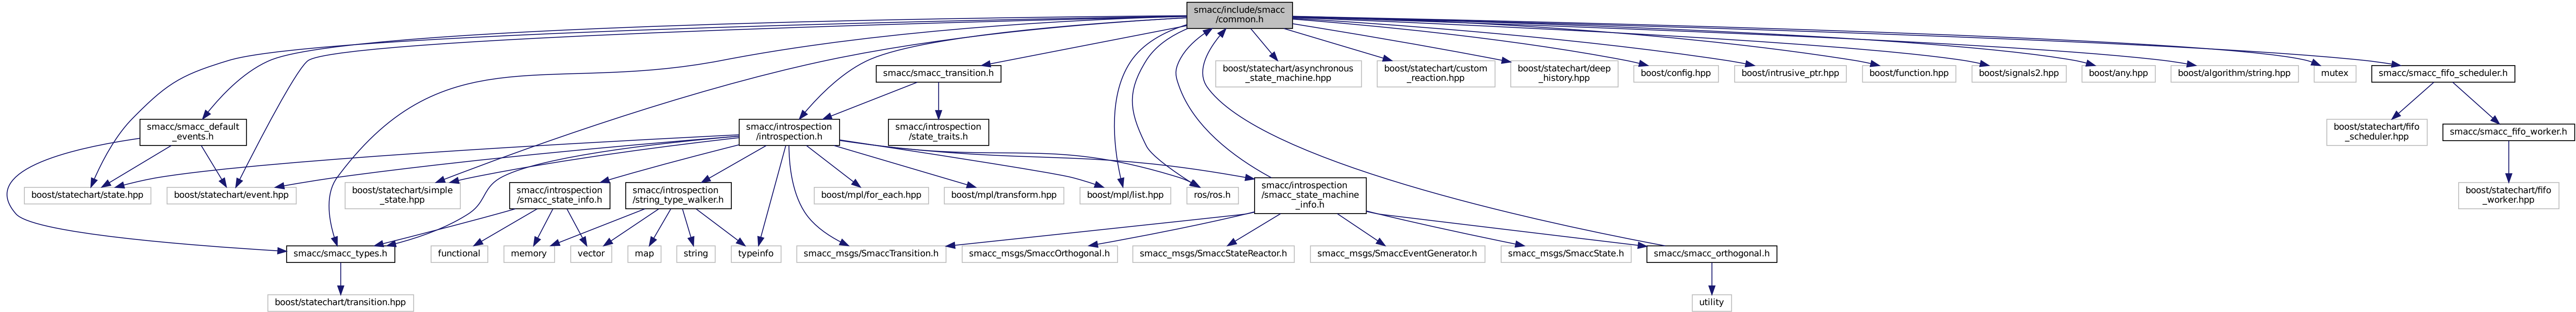 smacc/include/smacc
/common.h
smacc/smacc_transition.h
boost/statechart/asynchronous
_state_machine.hpp
boost/statechart/custom
_reaction.hpp
boost/statechart/deep
_history.hpp
boost/config.hpp
boost/intrusive_ptr.hpp
boost/function.hpp
boost/signals2.hpp
boost/any.hpp
boost/algorithm/string.hpp
mutex
smacc/smacc_fifo_scheduler.h
smacc/smacc_default
_events.h
smacc/introspection
/introspection.h
smacc/introspection
/state_traits.h
boost/statechart/fifo
_scheduler.hpp
smacc/smacc_fifo_worker.h
boost/statechart/state.hpp
boost/statechart/event.hpp
boost/statechart/simple
_state.hpp
smacc/introspection
/smacc_state_info.h
smacc/introspection
/string_type_walker.h
boost/mpl/for_each.hpp
boost/mpl/transform.hpp
boost/mpl/list.hpp
ros/ros.h
smacc/introspection
/smacc_state_machine
_info.h
boost/statechart/fifo
_worker.hpp
smacc/smacc_types.h
functional
memory
vector
map
string
typeinfo
smacc_msgs/SmaccTransition.h
smacc_msgs/SmaccOrthogonal.h
smacc_msgs/SmaccStateReactor.h
smacc_msgs/SmaccEventGenerator.h
smacc_msgs/SmaccState.h
smacc/smacc_orthogonal.h
boost/statechart/transition.hpp
utility